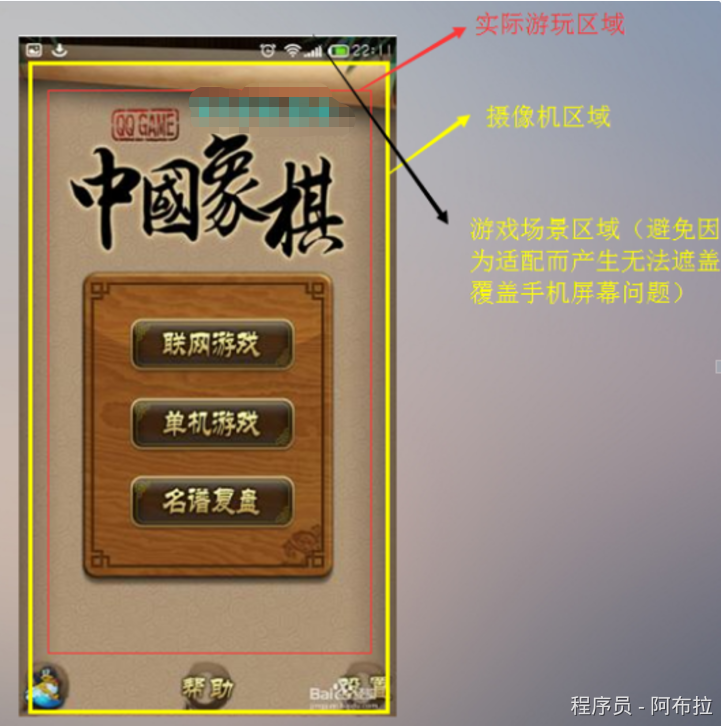 实际游玩区域
22:11
摄像机区域
QQ GAME
中國象棋
游戏场景区域（避免因
为适配而产生无法遮盖
覆盖手机屏幕问题）
联网游戏
单机游戏
名谱复盘
帮助
设置
程序员 - 阿布拉